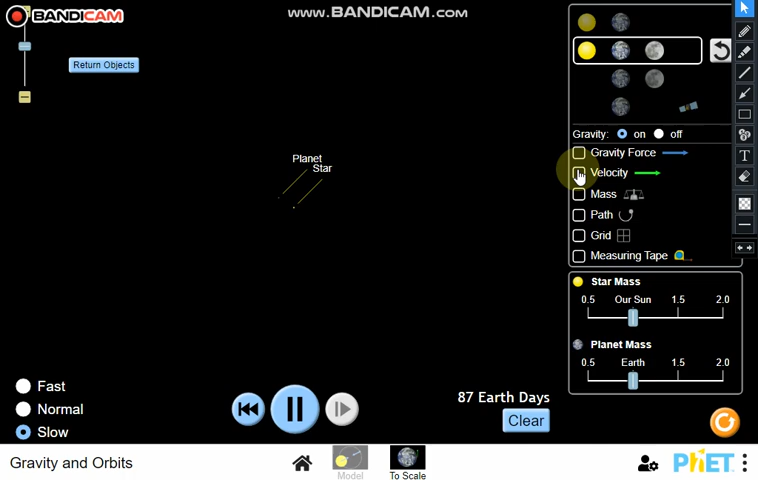 BANDICAM
www.BANDICAM.com
Return Objects
Planet
Star
Gravity: on off
Gravity Force
Velocity
Mass
Path
Grid
Measuring Tape
Star Mass
0.5 Our Sun 1.5 2.0
Planet Mass
0.5 Earth 1.5 2.0
Fast
Normal
Slow
87 Earth Days
Clear
Gravity and Orbits
Model
To Scale
PhET
T